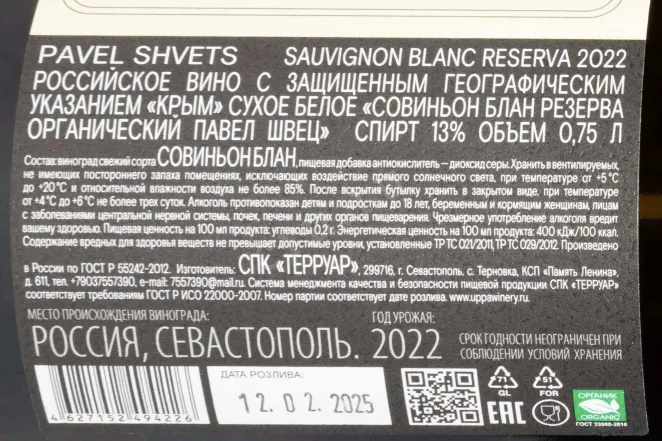 PAVEL SHVETS SAUVIGNON BLANC RESERVA 2022
РОССИЙСКОЕ ВИНО С ЗАЩИЩЕННЫМ ГЕОГРАФИЧЕСКИМ
УКАЗАНИЕМ «КРЫМ» СУХОЕ БЕЛОЕ «СОВИНЬОН БЛАН РЕЗЕРВА
ОРГАНИЧЕСКИЙ ПАВЕЛ ШВЕЦ» СПИРТ 13% ОБЪЕМ 0,75 Л
Состав: виноград свежий сорта СОВИНЬОН БЛАН, пищевая добавка антиокислитель – диоксид серы. Хранить в вентилируемых,
не имеющих постороннего запаха помещениях, исключающих воздействие прямого солнечного света, при температуре от +5 °С
до +20 °С и относительной влажности воздуха не более 85%. После вскрытия бутылку хранить в закрытом виде, при температуре
от +4°С до +6°С не более трех суток. Алкоголь противопоказан детям и подросткам до 18 лет, беременным и кормящим женщинам, лицам
с заболеваниями центральной нервной системы, почек, печени и других органов пищеварения. Чрезмерное употребление алкоголя вредит
вашему здоровью. Пищевая ценность на 100 мл продукта: углеводы 0,2 г. Энергетическая ценность на 100 мл продукта: 400 кДж/100 ккал.
Содержание вредных для здоровья веществ не превышает допустимые уровни, установленные ТР ТС 021/2011, ТР ТС 029/2012. Произведено
в России по ГОСТ Р 55242-2012. Изготовитель: СПК «ТЕРРУАР», 299716, г. Севастополь, с. Терновка, КСП «Память Ленина»,
д. 611, тел. +79037557390, e-mail: 7557390@mail.ru. Система менеджмента качества и безопасности пищевой продукции СПК «ТЕРРУАР»
соответствует требованиям ГОСТ Р ИСО 22000-2007. Номер партии соответствует дате розлива. www.uppawinery.ru.
МЕСТО ПРОИСХОЖДЕНИЯ ВИНОГРАДА: ГОД УРОЖАЯ:
РОССИЯ, СЕВАСТОПОЛЬ. 2022
СРОК ГОДНОСТИ НЕОГРАНИЧЕН ПРИ
СОБЛЮДЕНИИ УСЛОВИЙ ХРАНЕНИЯ
ДАТА РОЗЛИВА:
12.02.2025
4 627152 494226
71
GL
51
FOR
EAC
ОРГАНИК
ORGANIC
ГОСТ 33980-2016